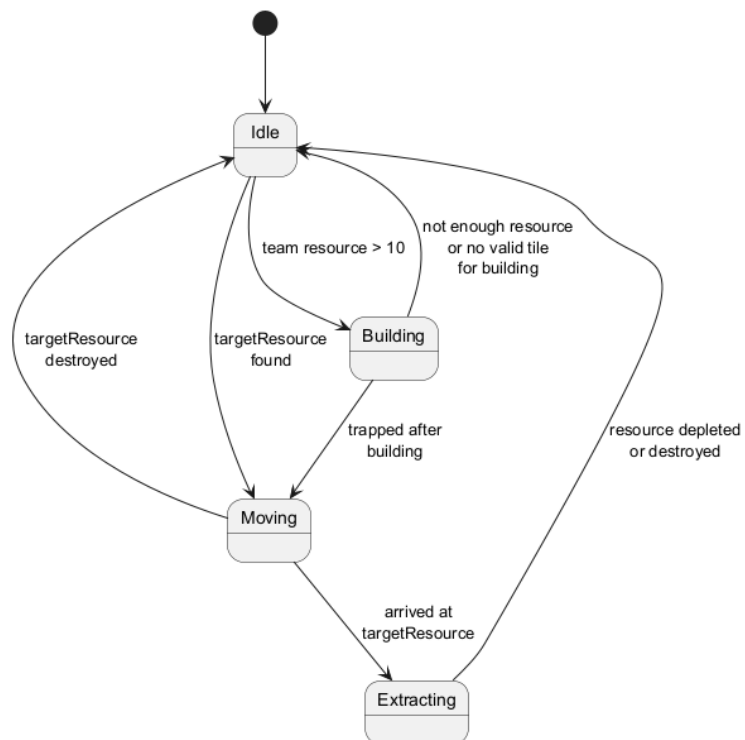 Idle
team resource > 10
not enough resource
or no valid tile
for building
targetResource
destroyed
targetResource
found
Building
trapped after
building
resource depleted
or destroyed
Moving
arrived at
targetResource
Extracting